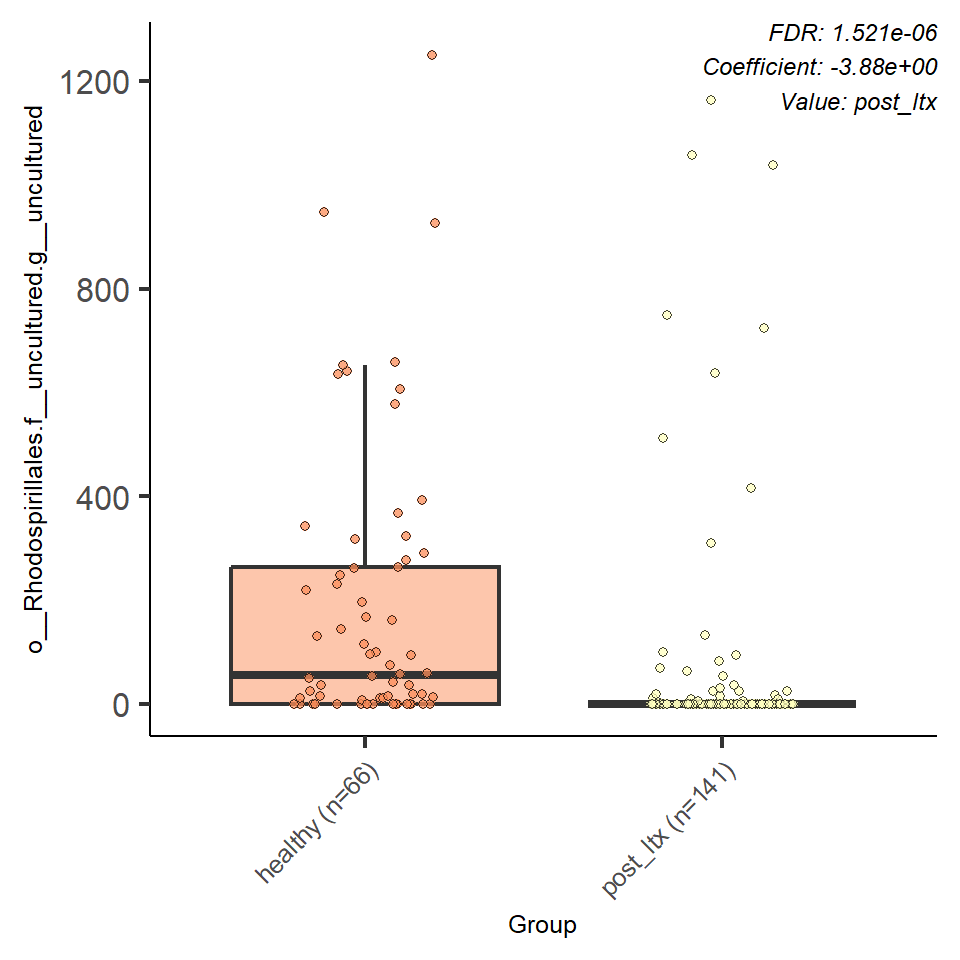 FDR: 1.521e-06
Coefficient: -3.88e+00
Value: post_ltx
o__Rhodospirillales.f__uncultured.g__uncultured
1200
800
400
0
healthy (n=66)
post_ltx (n=141)
Group